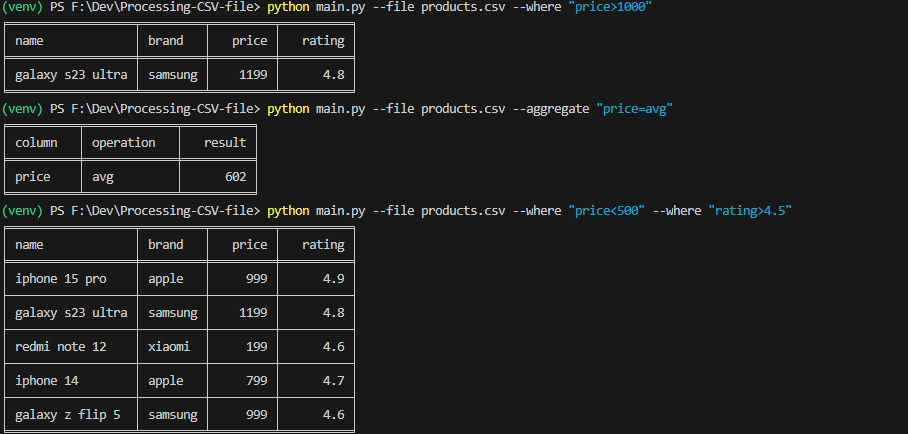 (venv) PS F:\Dev\Processing-CSV-file> python main.py --file products.csv --where "price>1000"
name brand price rating
galaxy s23 ultra samsung 1199 4.8
(venv) PS F:\Dev\Processing-CSV-file> python main.py --file products.csv --aggregate "price=avg"
column operation result
price avg 602
(venv) PS F:\Dev\Processing-CSV-file> python main.py --file products.csv --where "price<500" --where "rating>4.5"
name brand price rating
iphone 15 pro apple 999 4.9
galaxy s23 ultra samsung 1199 4.8
redmi note 12 xiaomi 199 4.6
iphone 14 apple 799 4.7
galaxy z flip 5 samsung 999 4.6